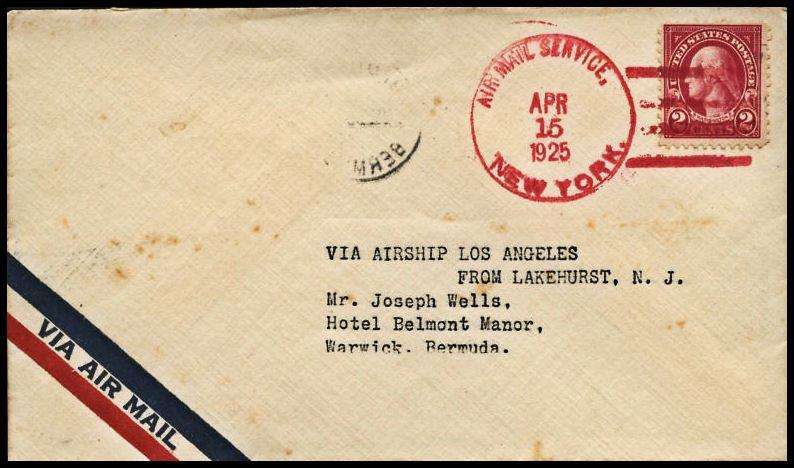 AIR MAIL SERVICE,
APR
15
1925
NEW YORK.
UNITED STATES POSTAGE
2 CENTS 2
BERM
VIA AIRSHIP LOS ANGELES
FROM LAKEHURST, N. J.
Mr. Joseph Wells,
Hotel Belmont Manor,
Warwick. Bermuda.
VIA AIR MAIL